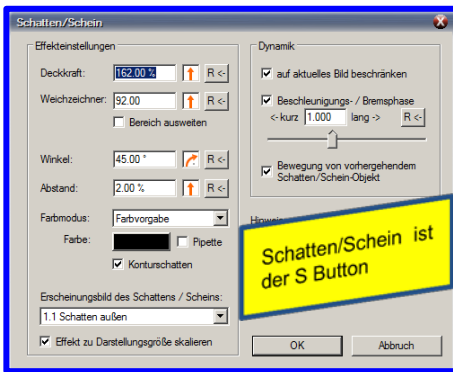 Schatten/Schein
Effekteinstellungen
Deckkraft: 162.00 % R <-
Weichzeichner: 92.00 R <-
Bereich ausweiten
Winkel: 45.00 ° R <-
Abstand: 2.00 % R <-
Farbmodus: Farbvorgabe
Farbe: Pipette
Konturschatten
Erscheinungsbild des Schattens / Scheins:
1.1 Schatten außen
Effekt zu Darstellungsgröße skalieren
Dynamik
auf aktuelles Bild beschränken
Beschleunigungs- / Bremsphase
<- kurz 1.000 lang -> R <-
Bewegung von vorhergehendem
Schatten/Schein-Objekt
Schatten/Schein ist
der S Button
OK Abbruch